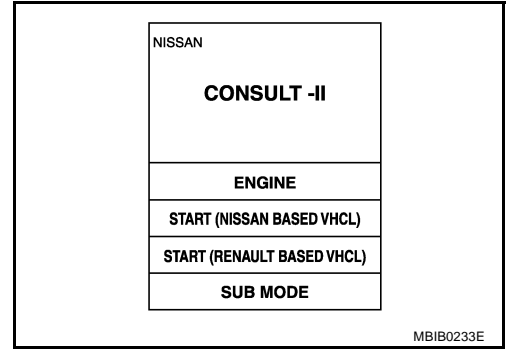 NISSAN
CONSULT -II
ENGINE
START (NISSAN BASED VHCL)
START (RENAULT BASED VHCL)
SUB MODE
MBIB0233E